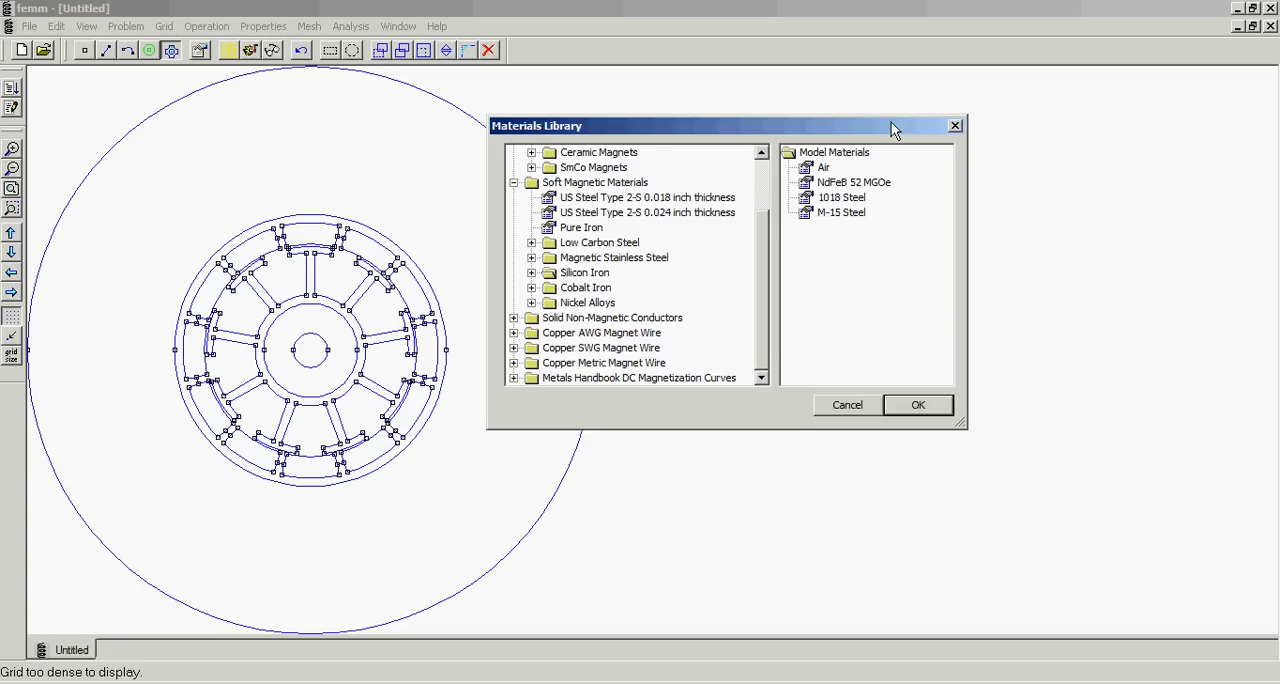 femm - [Untitled]
File Edit View Problem Grid Operation Properties Mesh Analysis Window Help
Materials Library
Ceramic Magnets
SmCo Magnets
Soft Magnetic Materials
US Steel Type 2-S 0.018 inch thickness
US Steel Type 2-S 0.024 inch thickness
Pure Iron
Low Carbon Steel
Magnetic Stainless Steel
Silicon Iron
Cobalt Iron
Nickel Alloys
Solid Non-Magnetic Conductors
Copper AWG Magnet Wire
Copper SWG Magnet Wire
Copper Metric Magnet Wire
Metals Handbook DC Magnetization Curves
Model Materials
Air
NdFeB 52 MGOe
1018 Steel
M-15 Steel
Cancel OK
grid
size
Untitled
Grid too dense to display.